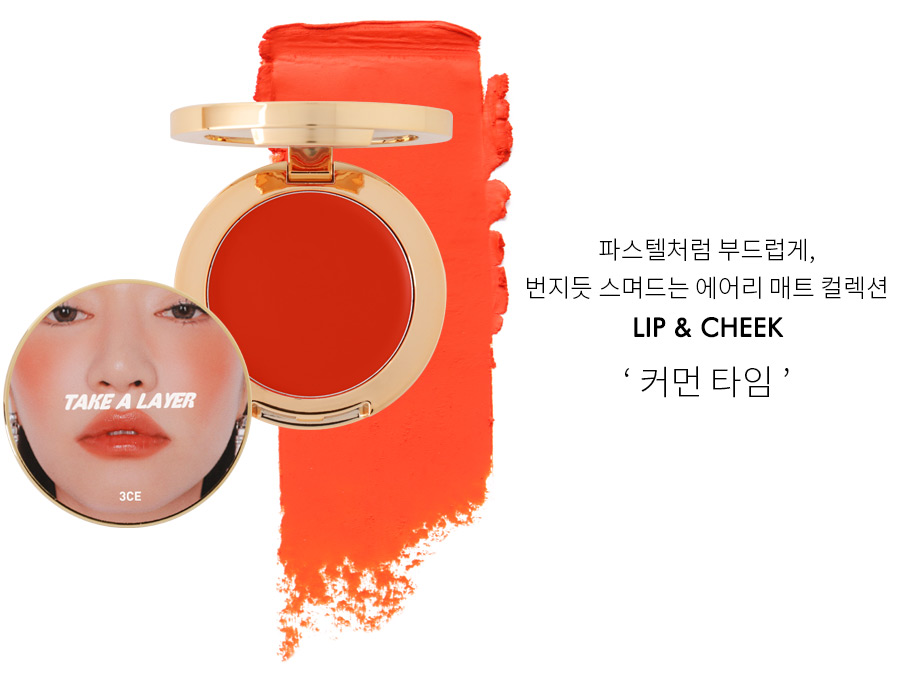 파스텔처럼 부드럽게,
번지듯 스며드는 에어리 매트 컬렉션
LIP & CHEEK
‘ 커먼 타임 ’
TAKE A LAYER
3CE